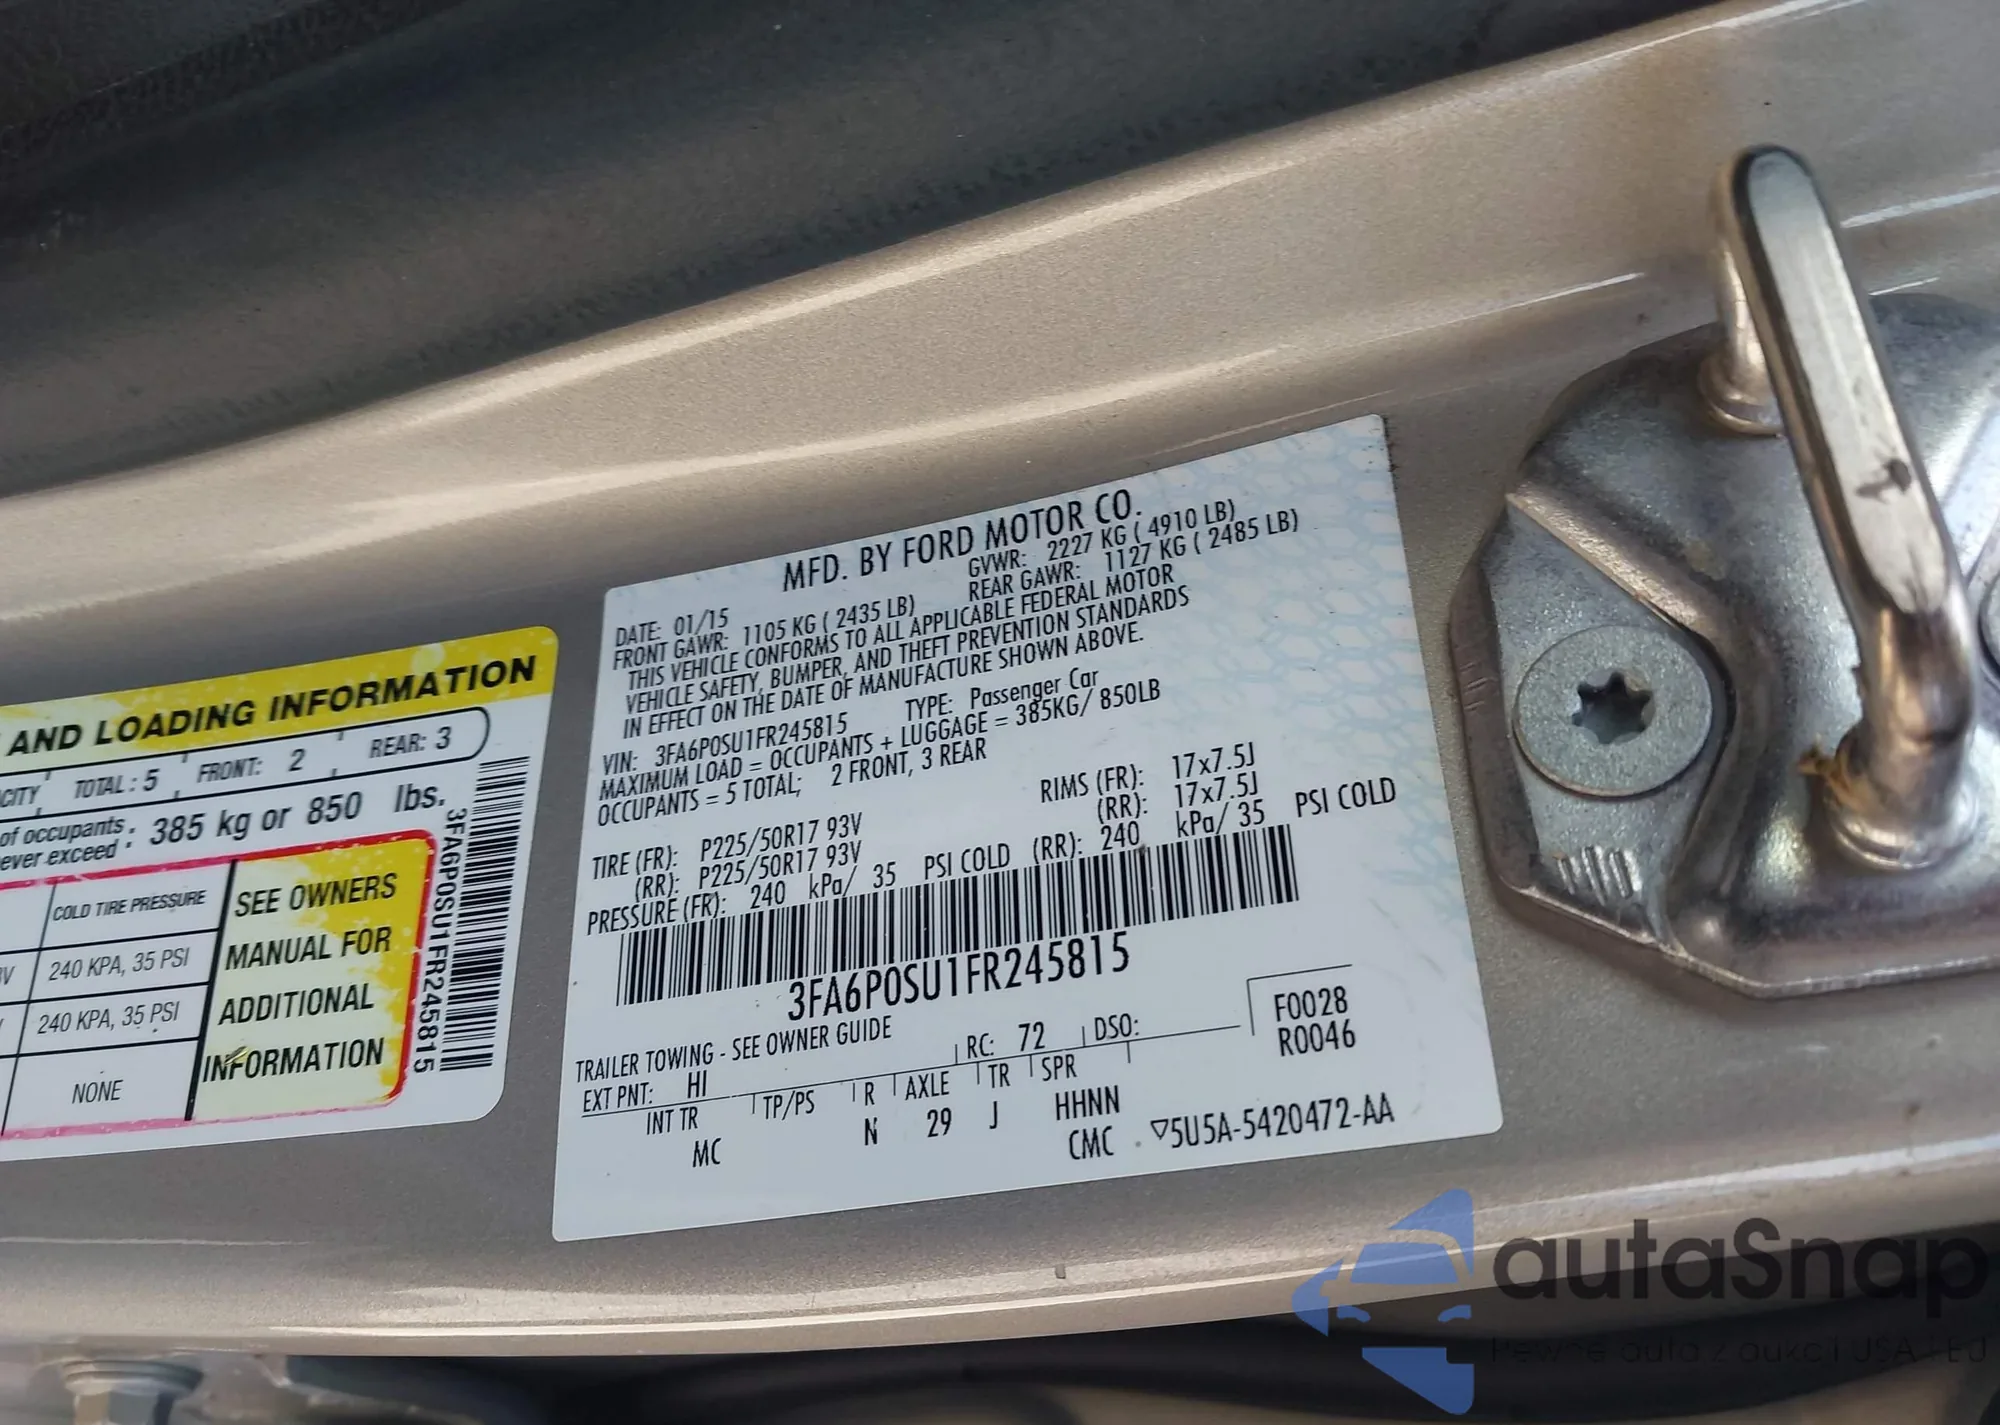 AND LOADING INFORMATION
CITY TOTAL : 5 FRONT: 2 REAR: 3
of occupants
ever exceed : 385 kg or 850 lbs.
COLD TIRE PRESSURE
240 KPA, 35 PSI
240 KPA, 35 PSI
NONE
SEE OWNERS
MANUAL FOR
ADDITIONAL
INFORMATION
3FA6P0SU1FR245815
MFD. BY FORD MOTOR CO.
DATE: 01/15 GVWR: 2227 KG ( 4910 LB)
FRONT GAWR: 1105 KG ( 2435 LB) REAR GAWR: 1127 KG ( 2485 LB)
THIS VEHICLE CONFORMS TO ALL APPLICABLE FEDERAL MOTOR
VEHICLE SAFETY, BUMPER, AND THEFT PREVENTION STANDARDS
IN EFFECT ON THE DATE OF MANUFACTURE SHOWN ABOVE.
VIN: 3FA6P0SU1FR245815 TYPE: Passenger Car
MAXIMUM LOAD = OCCUPANTS + LUGGAGE = 385KG/ 850LB
OCCUPANTS = 5 TOTAL; 2 FRONT, 3 REAR
TIRE (FR): P225/50R17 93V RIMS (FR): 17x7.5J
(RR): P225/50R17 93V (RR): 17x7.5J
PRESSURE (FR): 240 kPa/ 35 PSI COLD (RR): 240 kPa/ 35 PSI COLD
3FA6P0SU1FR245815
TRAILER TOWING - SEE OWNER GUIDE
EXT PNT: HI RC: 72 DSO: F0028
R0046
INT TR TP/PS R AXLE TR SPR
MC N 29 J HHNN
CMC ▽5U5A-5420472-AA
autaSnap
Pewne auta z aukcji USA i EU